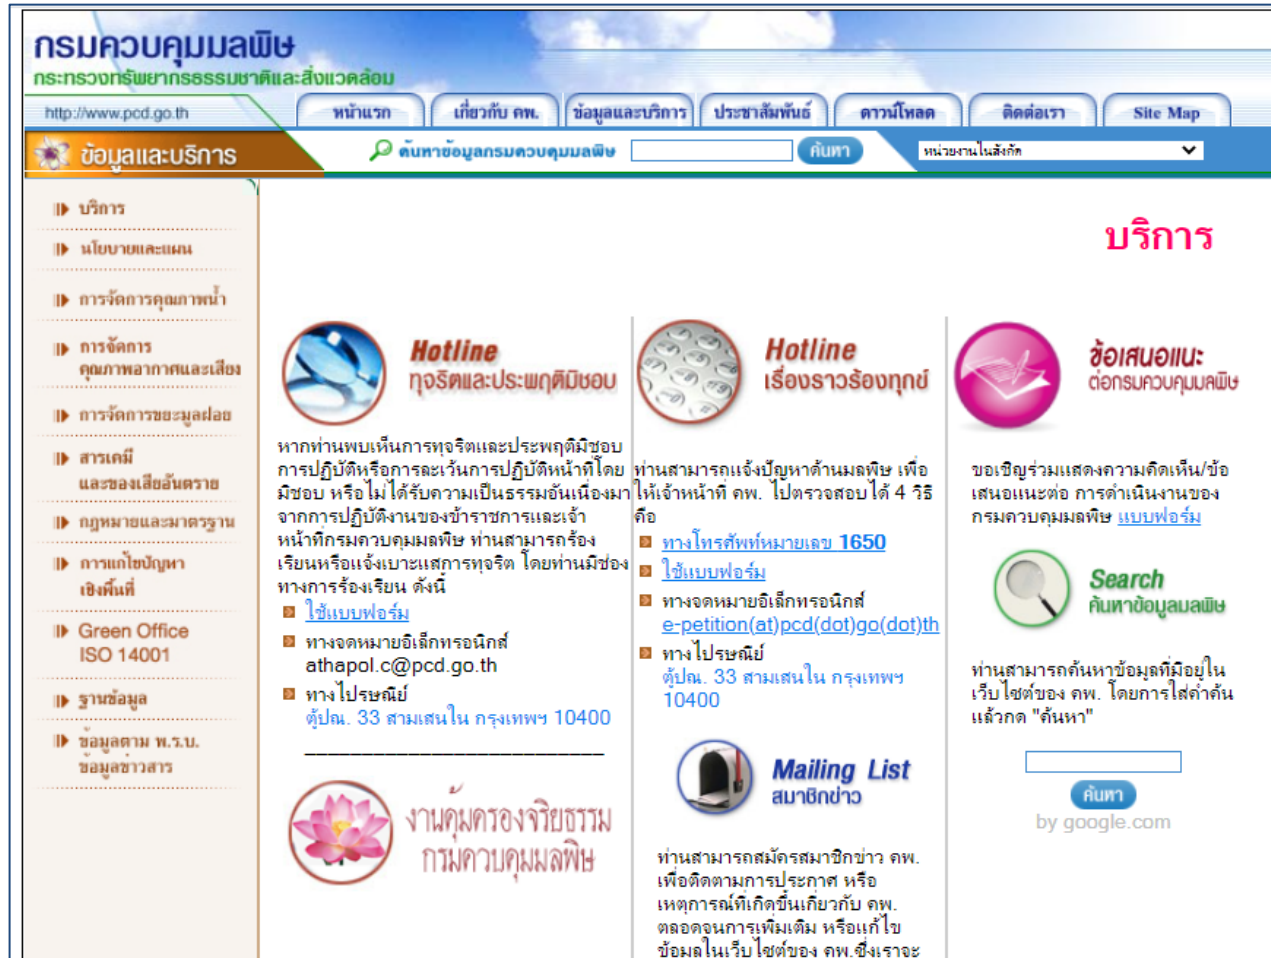 กรมควบคุมมลพิษ
กระทรวงทรัพยากรธรรมชาติและสิ่งแวดล้อม
http://www.pcd.go.th
หน้าแรก
เกี่ยวกับ คพ.
ข้อมูลและบริการ
ประชาสัมพันธ์
ดาวน์โหลด
ติดต่อเรา
Site Map
ข้อมูลและบริการ
ค้นหาข้อมูลกรมควบคุมมลพิษ
ค้นหา
หน่วยงานในสังกัด
บริการ
นโยบายและแผน
การจัดการคุณภาพน้ำ
การจัดการ
คุณภาพอากาศและเสียง
การจัดการขยะมูลฝอย
สารเคมี
และของเสียอันตราย
กฎหมายและมาตรฐาน
การแก้ไขปัญหา
เชิงพื้นที่
Green Office
ISO 14001
ฐานข้อมูล
ข้อมูลตาม พ.ร.บ.
ข้อมูลข่าวสาร
บริการ
Hotline
ทุจริตและประพฤติมิชอบ
หากท่านพบเห็นการทุจริตและประพฤติมิชอบ
การปฏิบัติหรือการละเว้นการปฏิบัติหน้าที่โดย
มิชอบ หรือไม่ได้รับความเป็นธรรมอันเนื่องมา
จากการปฏิบัติงานของข้าราชการและเจ้า
หน้าที่กรมควบคุมมลพิษ ท่านสามารถร้อง
เรียนหรือแจ้งเบาะแสการทุจริต โดยท่านมีช่อง
ทางการร้องเรียน ดังนี้
ใช้แบบฟอร์ม
ทางจดหมายอิเล็กทรอนิกส์
athapol.c@pcd.go.th
ทางไปรษณีย์
ตู้ปณ. 33 สามเสนใน กรุงเทพฯ 10400
งานคุ้มครองจริยธรรม
กรมควบคุมมลพิษ
Hotline
เรื่องราวร้องทุกข์
ท่านสามารถแจ้งปัญหาด้านมลพิษ เพื่อ
ให้เจ้าหน้าที่ คพ. ไปตรวจสอบได้ 4 วิธี
คือ
ทางโทรศัพท์หมายเลข 1650
ใช้แบบฟอร์ม
ทางจดหมายอิเล็กทรอนิกส์
e-petition(at)pcd(dot)go(dot)th
ทางไปรษณีย์
ตู้ปณ. 33 สามเสนใน กรุงเทพฯ
10400
Mailing List
สมาชิกข่าว
ท่านสามารถสมัครสมาชิกข่าว คพ.
เพื่อติดตามการประกาศ หรือ
เหตุการณ์ที่เกิดขึ้นเกี่ยวกับ คพ.
ตลอดจนการเพิ่มเติม หรือแก้ไข
ข้อมูลในเว็บไซต์ของ คพ.ซึ่งเราจะ
ข้อเสนอแนะ
ต่อกรมควบคุมมลพิษ
ขอเชิญร่วมแสดงความคิดเห็น/ข้อ
เสนอแนะต่อ การดำเนินงานของ
กรมควบคุมมลพิษ แบบฟอร์ม
Search
ค้นหาข้อมูลมลพิษ
ท่านสามารถค้นหาข้อมูลที่มีอยู่ใน
เว็บไซต์ของ คพ. โดยการใส่คำค้น
แล้วกด "ค้นหา"
ค้นหา
by google.com